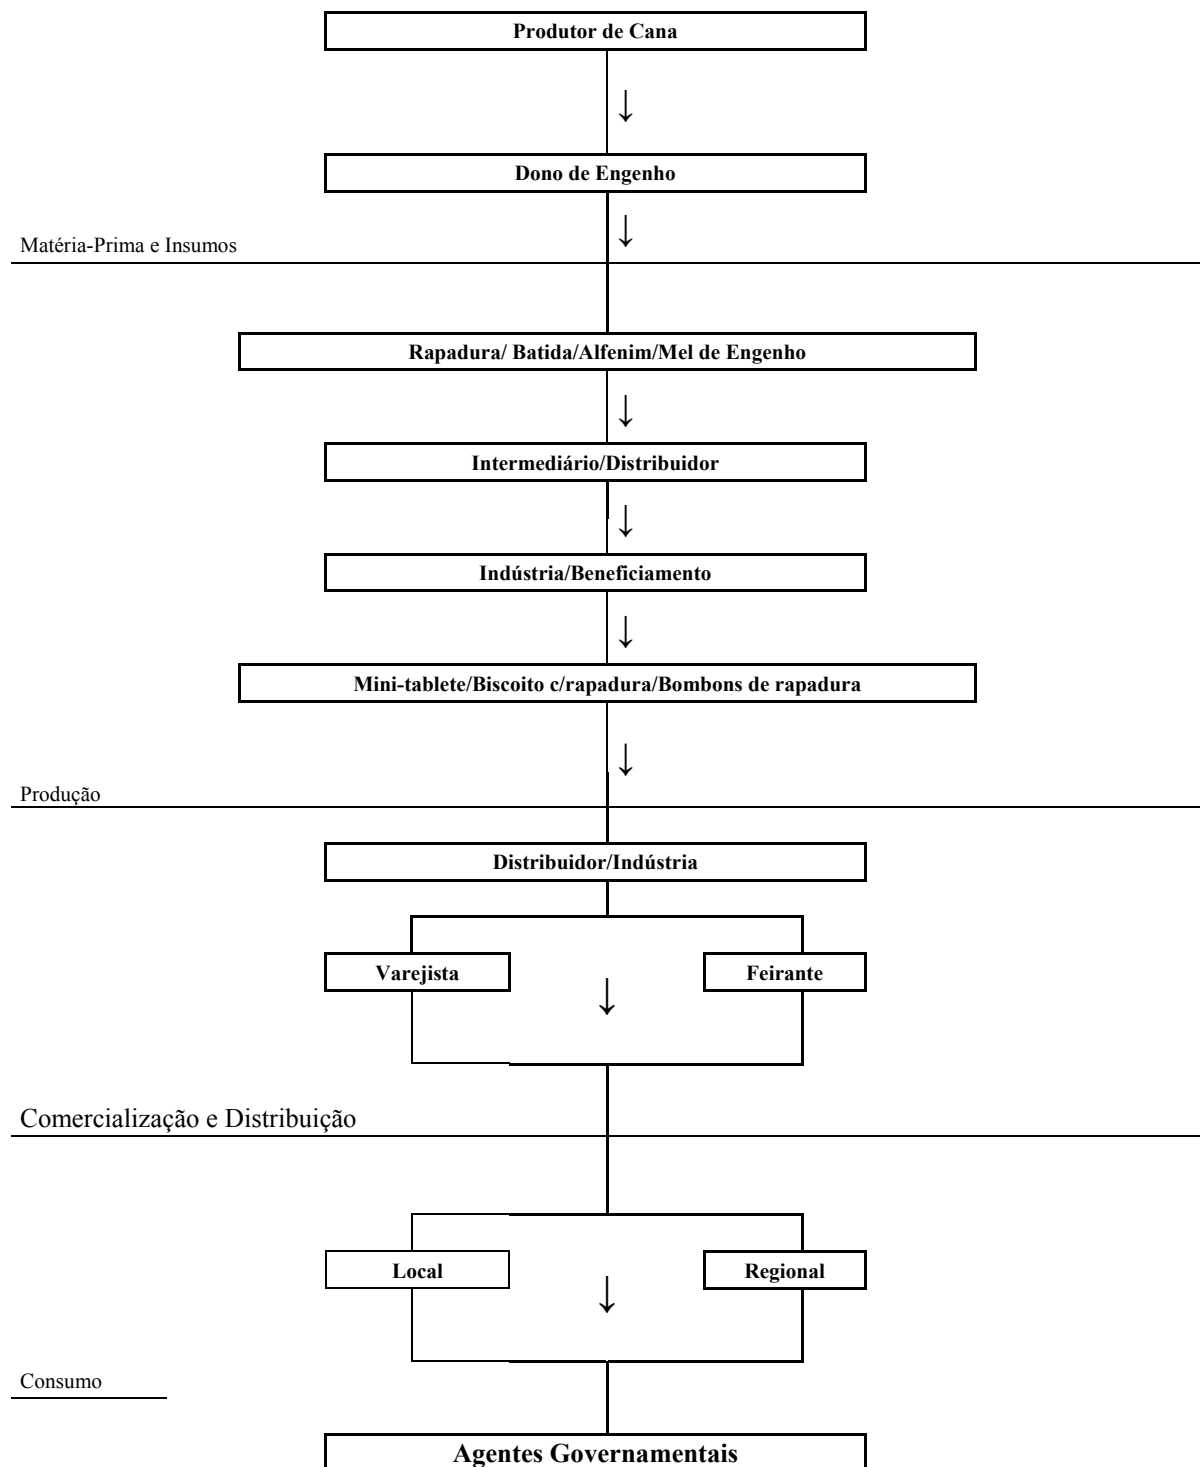 Produtor de Cana
↓
Dono de Engenho
↓
Matéria-Prima e Insumos
Rapadura/ Batida/Alfenim/Mel de Engenho
↓
Intermediário/Distribuidor
↓
Indústria/Beneficiamento
↓
Mini-tablete/Biscoito c/rapadura/Bombons de rapadura
↓
Produção
Distribuidor/Indústria
Varejista
Feirante
↓
Comercialização e Distribuição
Local
Regional
↓
Consumo
Agentes Governamentais